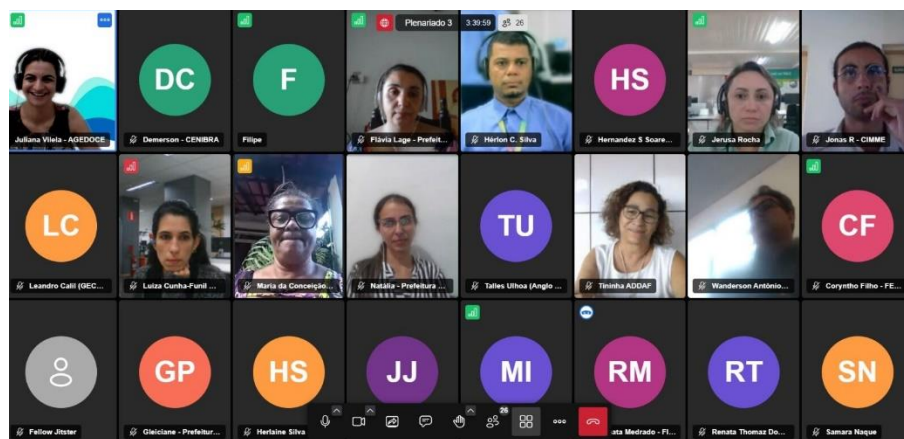 Plenariado 3 3:39:59 26
Juliana Vilela - AGEDOCE
DC
Demerson - CENIBRA
F
Filipe
Flávia Lage - Prefeit...
Hérlon C. Silva
HS
Hernandez S Soare...
Jerusa Rocha
Jonas R - CIMME
LC
Leandro Calil (GEC...
Luiza Cunha-Funil ...
Maria da Conceição...
Natália - Prefeitura ...
TU
Talles Ulhoa (Anglo ...
Tininha ADDAF
Wanderson Antônio...
CF
Coryntho Filho - FE...
Fellow Jitster
GP
Gleiciane - Prefeitur...
HS
Herlaine Silva
JJ
MI
RM
ata Medrado - FI...
RT
Renata Thomaz Do...
SN
Samara Naque
26